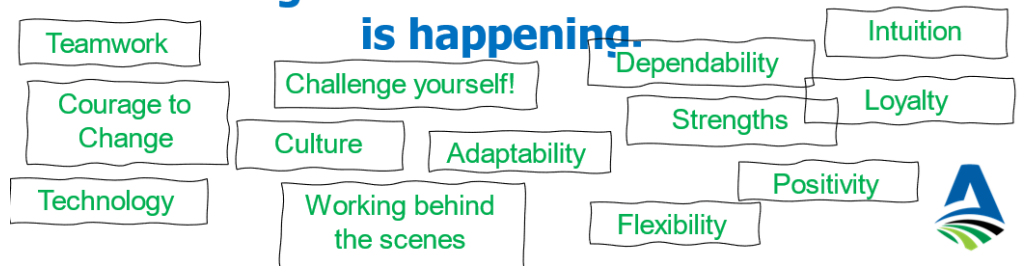 is happening.
Teamwork
Intuition
Dependability
Challenge yourself!
Courage to
Change
Loyalty
Strengths
Culture
Adaptability
Positivity
Technology
Working behind
the scenes
Flexibility